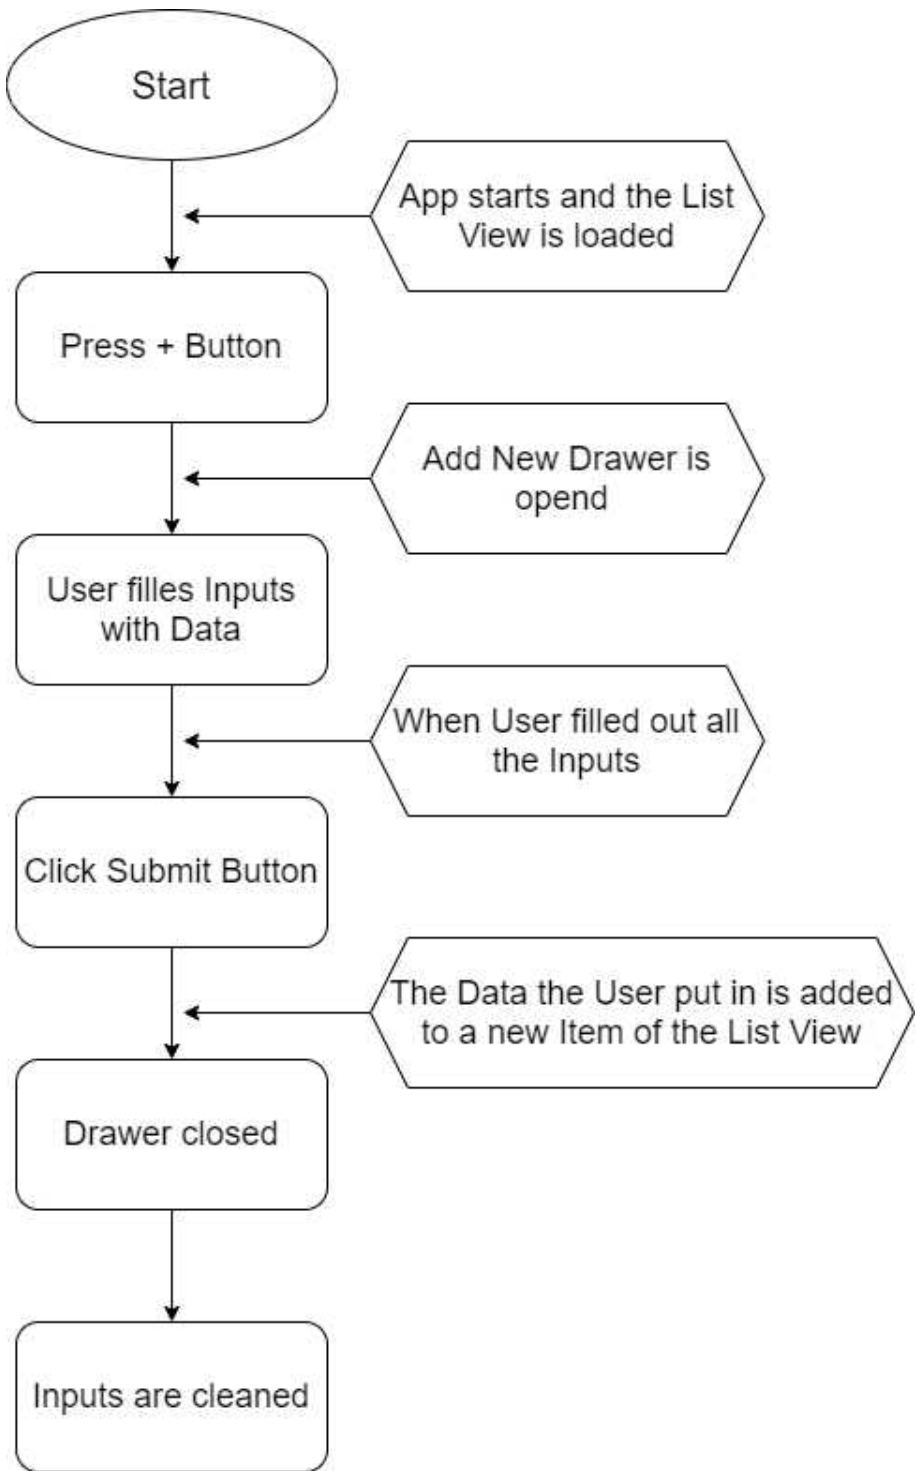 Start
App starts and the List
View is loaded
Press + Button
Add New Drawer is
opend
User filles Inputs
with Data
When User filled out all
the Inputs
Click Submit Button
The Data the User put in is added
to a new Item of the List View
Drawer closed
Inputs are cleaned